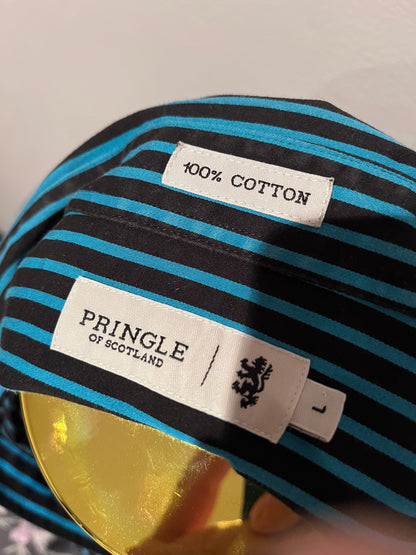 100% COTTON
PRINGLE
OF SCOTLAND
L